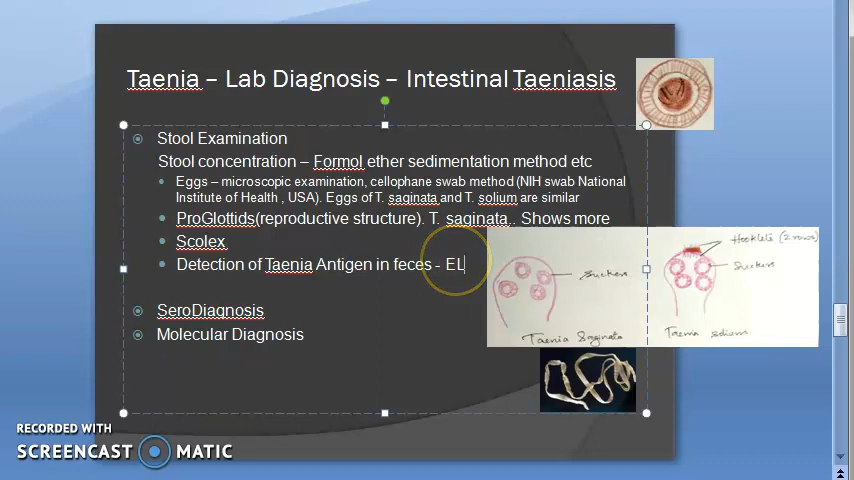 Taenia – Lab Diagnosis – Intestinal Taeniasis
Stool Examination
Stool concentration – Formol ether sedimentation method etc
Eggs – microscopic examination, cellophane swab method (NIH swab National
Institute of Health , USA). Eggs of T. saginata and T. solium are similar
ProGlottids(reproductive structure). T. saginata.. Shows more
Scolex
Detection of Taenia Antigen in feces - EL
SeroDiagnosis
Molecular Diagnosis
Suckers
Taenia Saginata
Hooklets (2 rows)
Suckers
Taenia solium
RECORDED WITH
SCREENCAST MATIC